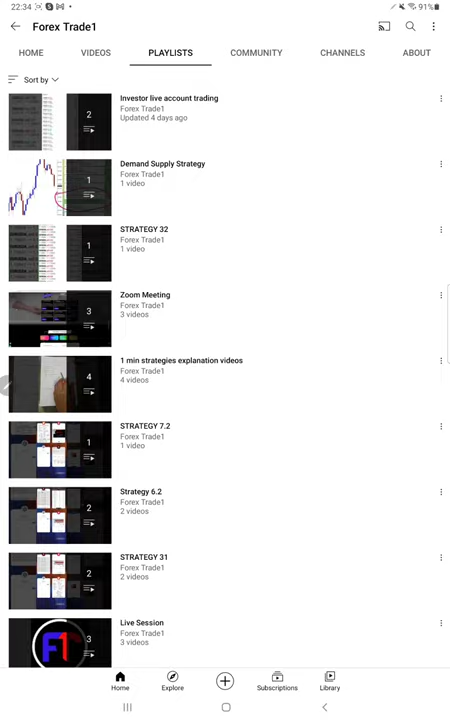 22:34 91%
Forex Trade1
HOME VIDEOS PLAYLISTS COMMUNITY CHANNELS ABOUT
Sort by
2
Investor live account trading
Forex Trade1
Updated 4 days ago
1
Demand Supply Strategy
Forex Trade1
1 video
1
STRATEGY 32
Forex Trade1
1 video
3
Zoom Meeting
Forex Trade1
3 videos
4
1 min strategies explanation videos
Forex Trade1
4 videos
1
STRATEGY 7.2
Forex Trade1
1 video
2
Strategy 6.2
Forex Trade1
2 videos
2
STRATEGY 31
Forex Trade1
2 videos
F1
3
Live Session
Forex Trade1
3 videos
Home Explore Subscriptions Library